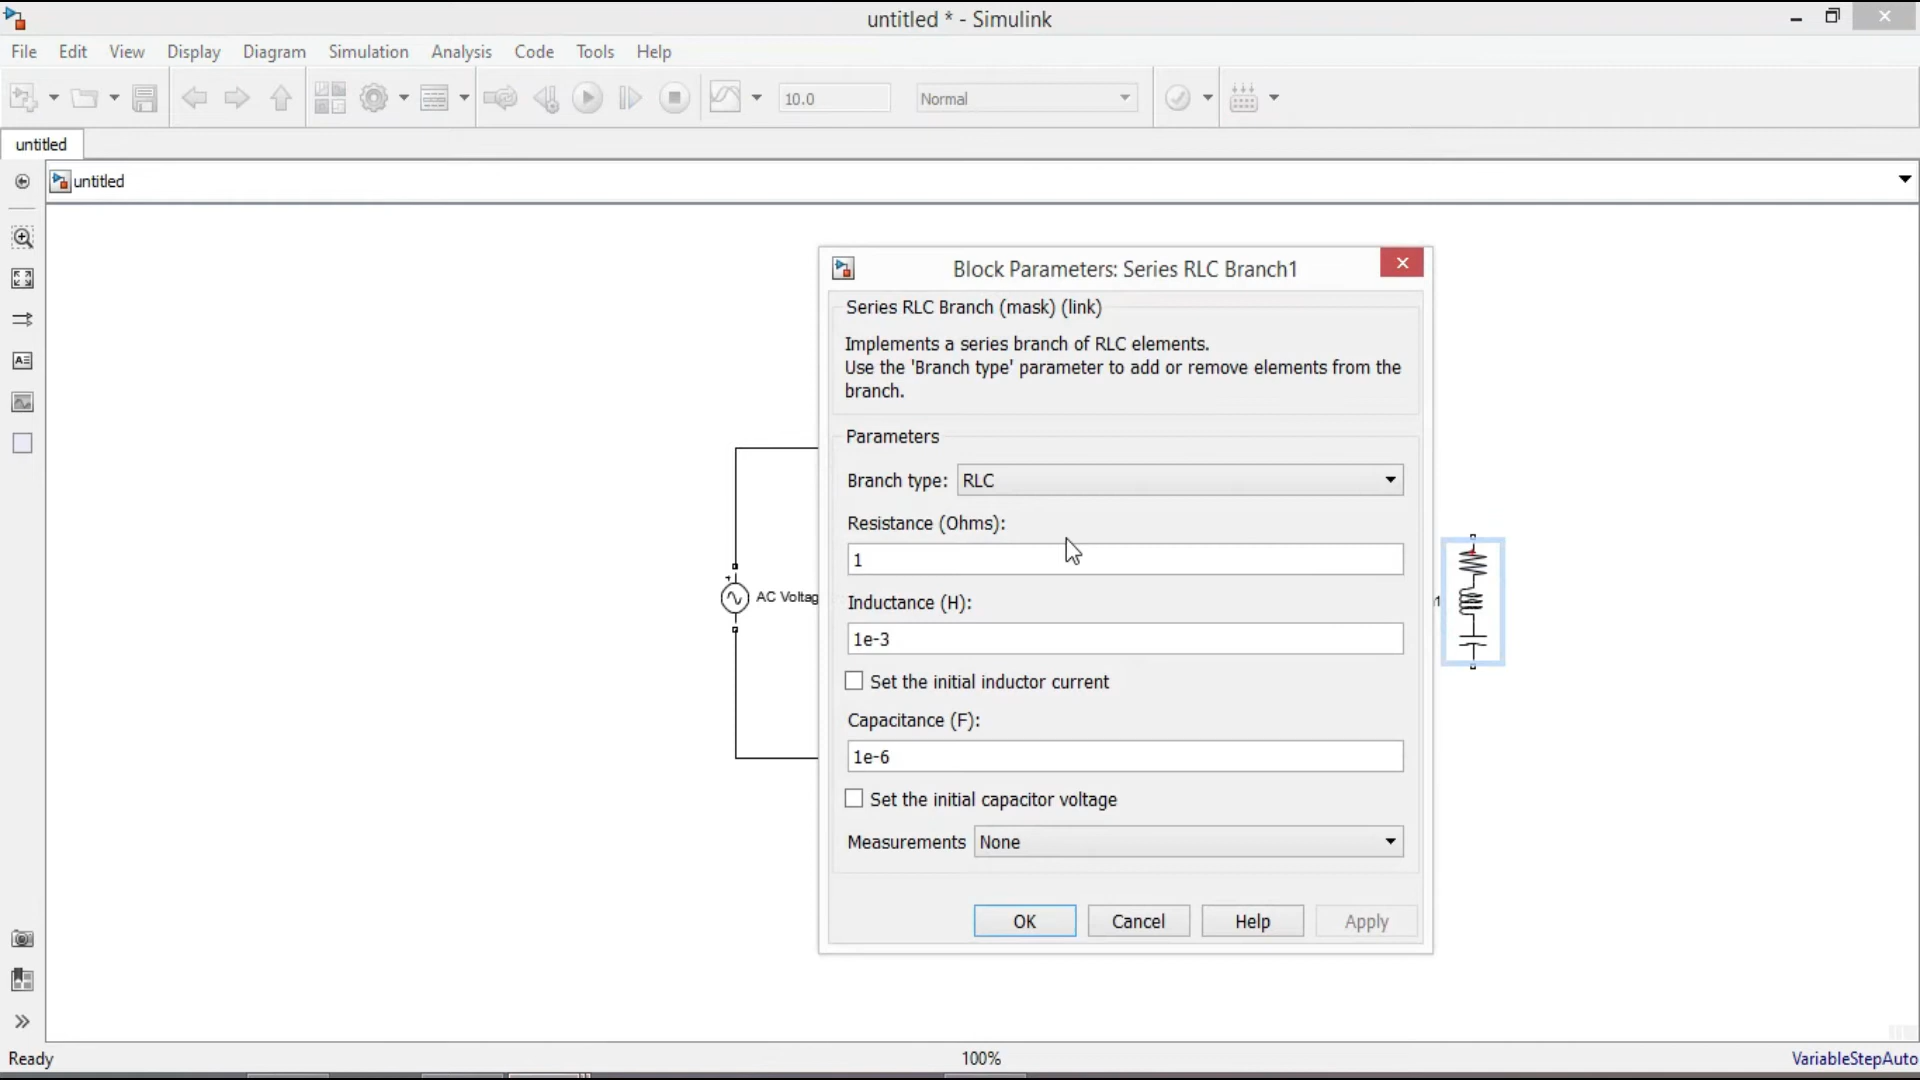 untitled * - Simulink
File Edit View Display Diagram Simulation Analysis Code Tools Help
10.0 Normal
untitled
untitled
Block Parameters: Series RLC Branch1
Series RLC Branch (mask) (link)
Implements a series branch of RLC elements.
Use the 'Branch type' parameter to add or remove elements from the
branch.
Parameters
Branch type: RLC
Resistance (Ohms):
1
Inductance (H):
1e-3
Set the initial inductor current
Capacitance (F):
1e-6
Set the initial capacitor voltage
Measurements None
OK Cancel Help Apply
AC Voltag
Ready 100% VariableStepAuto